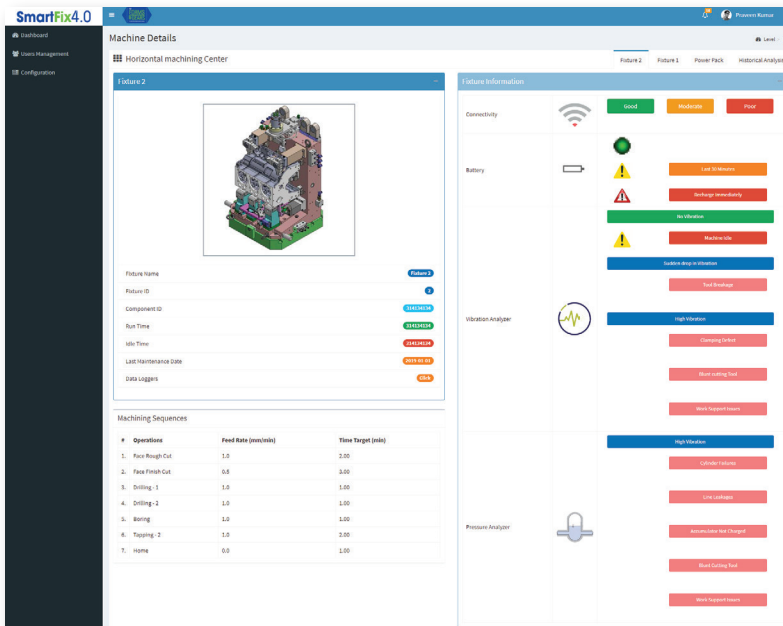 SmartFix4.0
Praveen Kumar
Dashboard
Users Management
Configuration
Machine Details
Level
Horizontal machining Center
Fixture 2
Fixture 1
Power Pack
Historical Analysis
Fixture 2
Fixture Name
Fixture 2
Fixture ID
2
Component ID
314134134
Run Time
314134134
Idle Time
314134134
Last Maintenance Date
2019-01-01
Data Loggers
Click
Machining Sequences
# Operations Feed Rate (mm/min) Time Target (min)
1. Face Rough Cut 1.0 2.00
2. Face Finish Cut 0.5 3.00
3. Drilling - 1 1.0 1.00
4. Drilling - 2 1.0 1.00
5. Boring 1.0 1.00
6. Tapping - 2 1.0 2.00
7. Home 0.0 1.00
Fixture Information
Connectivity
Good
Moderate
Poor
Battery
Last 30 Minutes
Recharge Immediately
Vibration Analyzer
No Vibration
Machine Idle
Sudden drop in Vibration
Tool Breakage
High Vibration
Clamping Defect
Blunt cutting Tool
Work Support Issues
Pressure Analyzer
High Vibration
Cylinder Failures
Line Leakages
Accumulator Not Charged
Blunt Cutting Tool
Work Support Issues